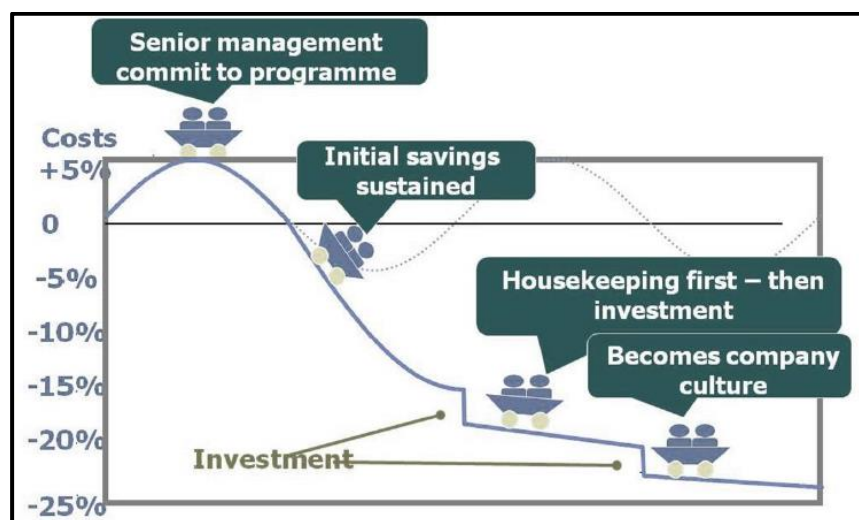 Senior management
commit to programme
Costs
+5%
Initial savings
sustained
0
-5%
Housekeeping first – then
investment
-10%
Becomes company
culture
-15%
-20%
Investment
-25%